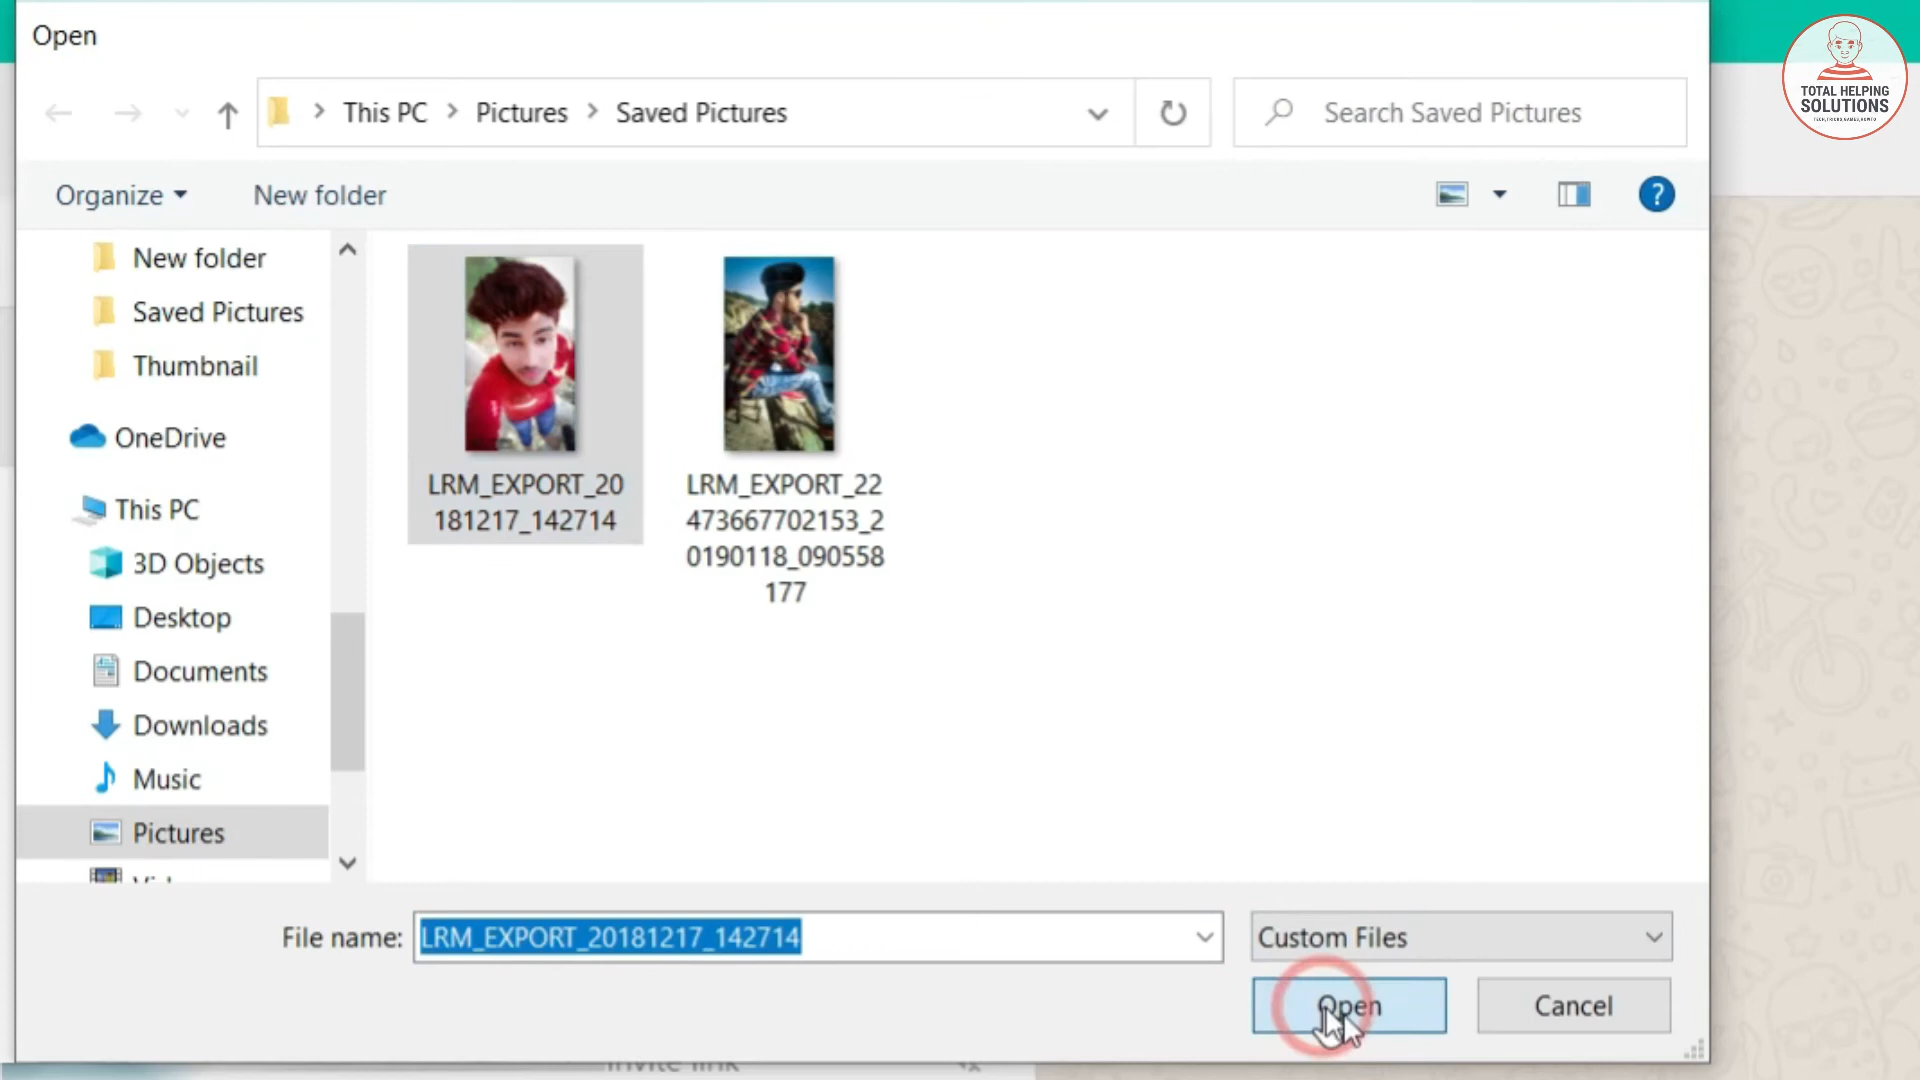 Open
This PC
Pictures
Saved Pictures
Search Saved Pictures
TOTAL HELPING
SOLUTIONS
Organize
New folder
?
New folder
Saved Pictures
Thumbnail
OneDrive
This PC
3D Objects
Desktop
Documents
Downloads
Music
Pictures
LRM_EXPORT_20
181217_142714
LRM_EXPORT_22
473667702153_2
0190118_090558
177
File name:
LRM_EXPORT_20181217_142714
Custom Files
Open
Cancel